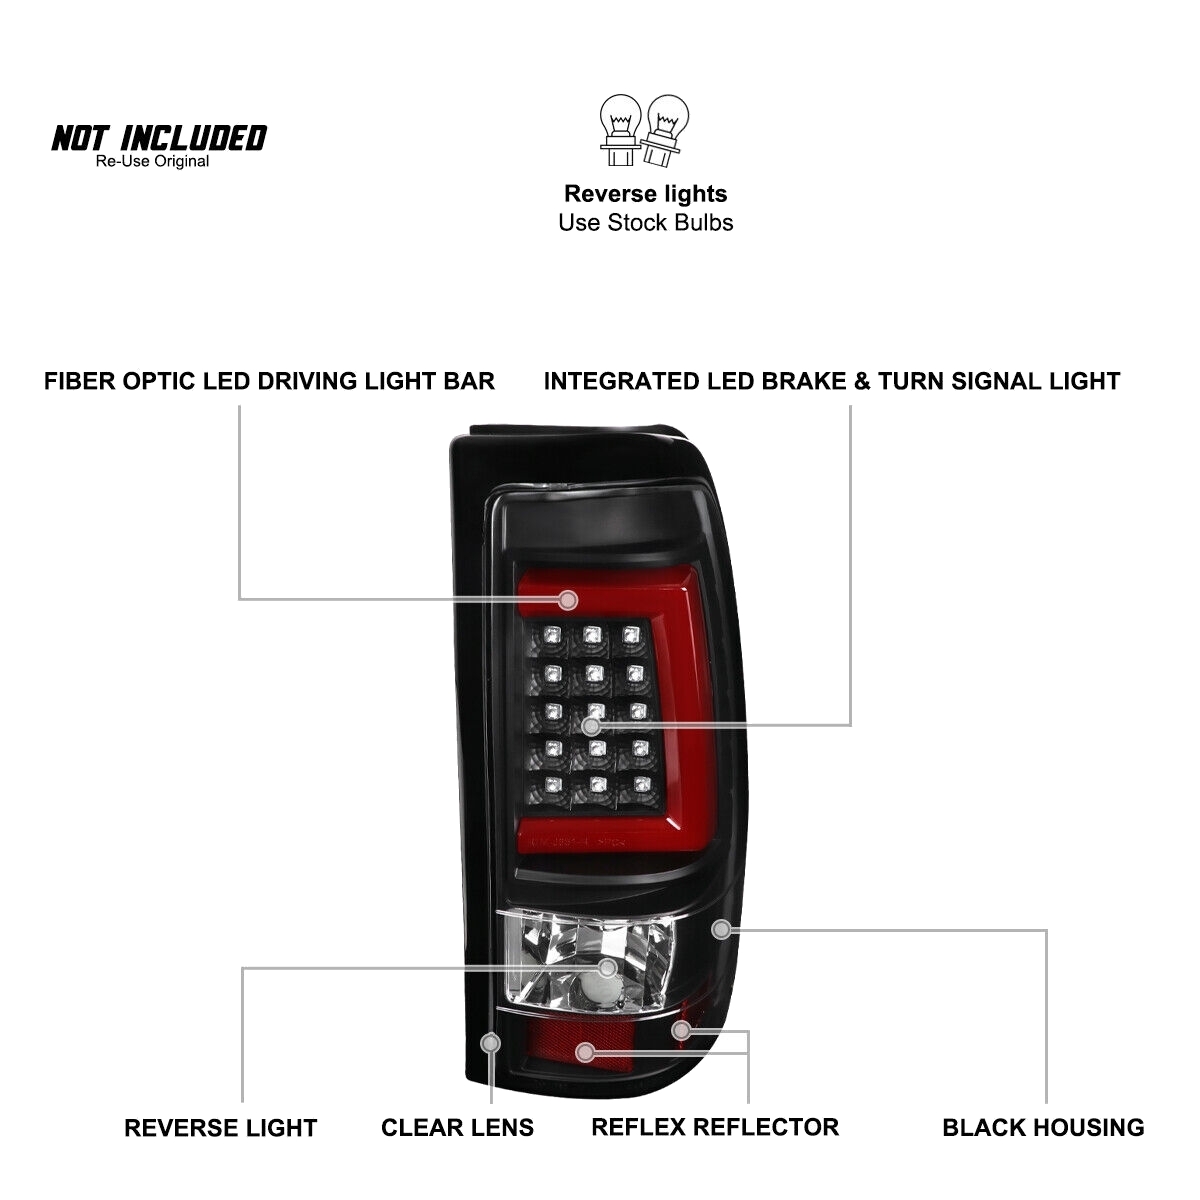 NOT INCLUDED
Re-Use Original
Reverse lights
Use Stock Bulbs
FIBER OPTIC LED DRIVING LIGHT BAR
INTEGRATED LED BRAKE & TURN SIGNAL LIGHT
REVERSE LIGHT
CLEAR LENS
REFLEX REFLECTOR
BLACK HOUSING